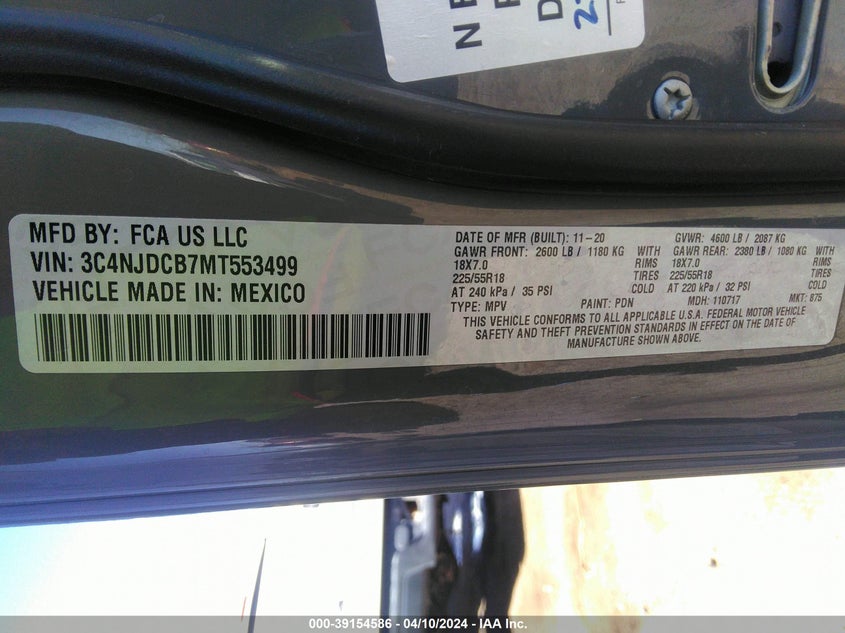 NE
D
MFD BY: FCA US LLC
VIN: 3C4NJDCB7MT553499
VEHICLE MADE IN: MEXICO
DATE OF MFR (BUILT): 11-20 GVWR: 4600 LB / 2087 KG
GAWR FRONT: 2600 LB / 1180 KG WITH GAWR REAR: 2380 LB / 1080 KG WITH
18X7.0 RIMS 18X7.0 RIMS
225/55R18 TIRES 225/55R18 TIRES
AT 240 kPa / 35 PSI COLD AT 220 kPa / 32 PSI COLD
TYPE: MPV PAINT: PDN MDH: 110717 MKT: 875
THIS VEHICLE CONFORMS TO ALL APPLICABLE U.S.A. FEDERAL MOTOR VEHICLE
SAFETY AND THEFT PREVENTION STANDARDS IN EFFECT ON THE DATE OF
MANUFACTURE SHOWN ABOVE.
000-39154586 - 04/10/2024 - IAA Inc.